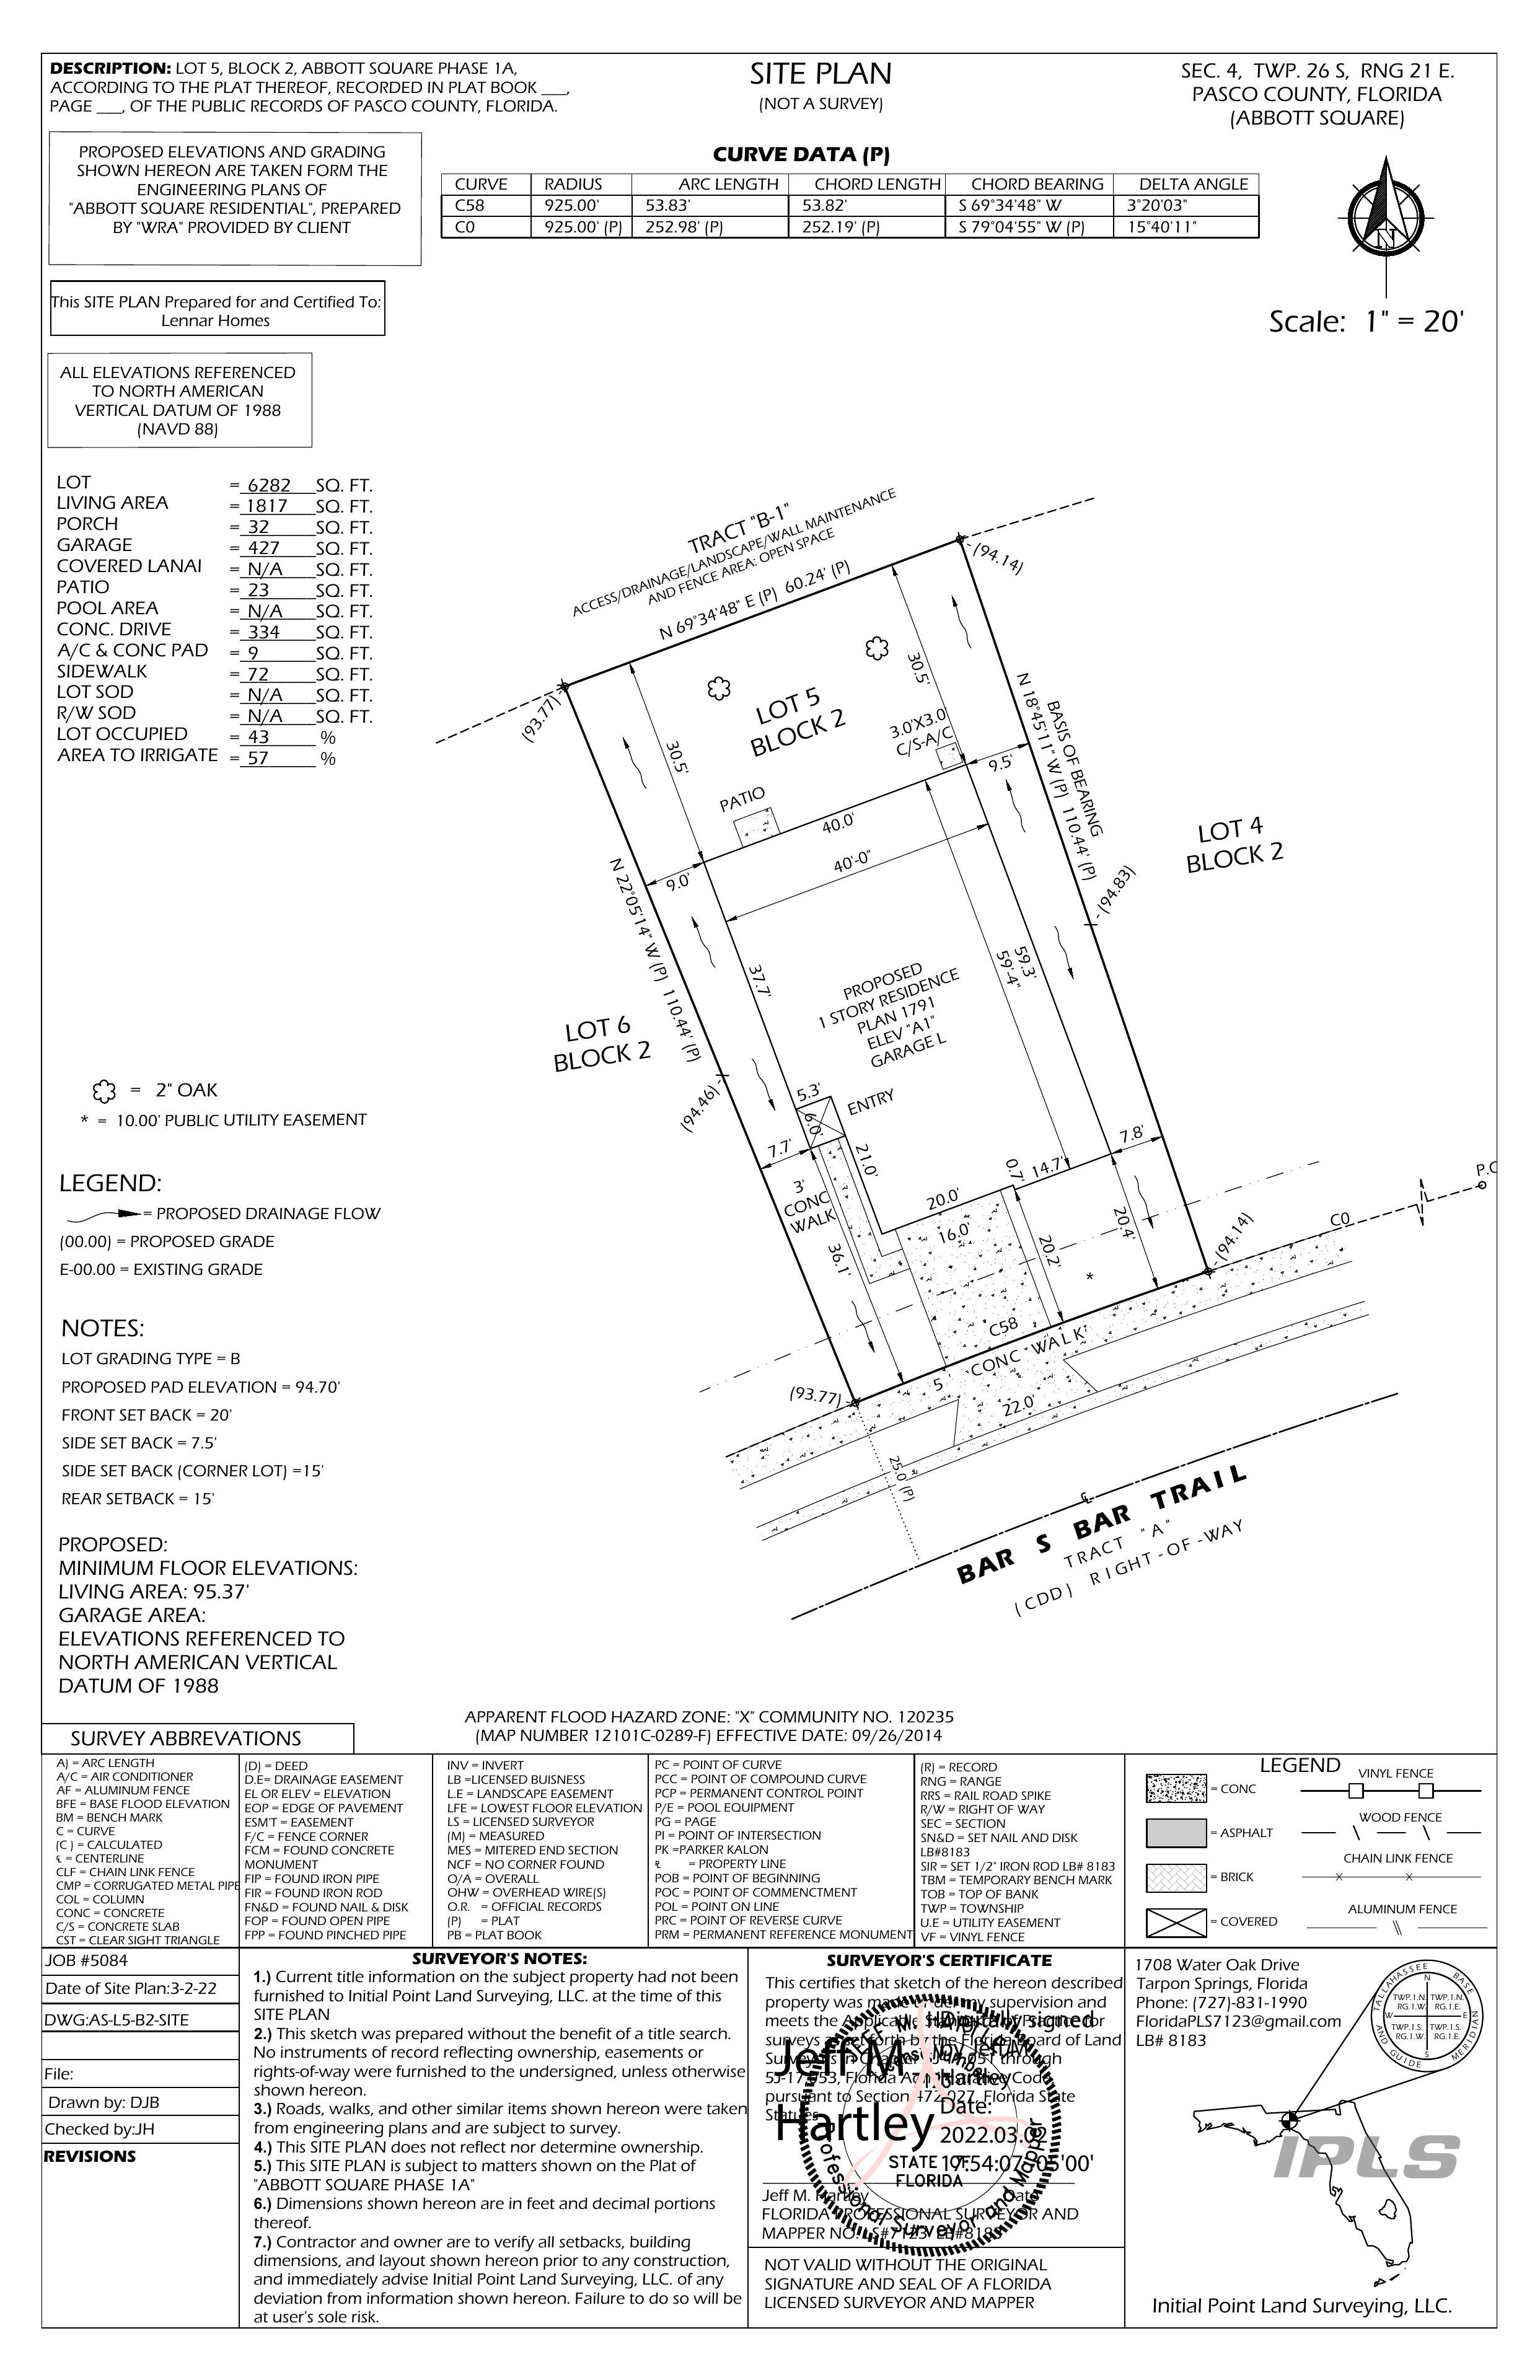 DESCRIPTION: LOT 5, BLOCK 2, ABBOTT SQUARE PHASE 1A,
ACCORDING TO THE PLAT THEREOF, RECORDED IN PLAT BOOK ___,
PAGE ___, OF THE PUBLIC RECORDS OF PASCO COUNTY, FLORIDA.
SITE PLAN
(NOT A SURVEY)
SEC. 4, TWP. 26 S, RNG 21 E.
PASCO COUNTY, FLORIDA
(ABBOTT SQUARE)
PROPOSED ELEVATIONS AND GRADING
SHOWN HEREON ARE TAKEN FORM THE
ENGINEERING PLANS OF
"ABBOTT SQUARE RESIDENTIAL", PREPARED
BY "WRA" PROVIDED BY CLIENT
CURVE DATA (P)
CURVE RADIUS ARC LENGTH CHORD LENGTH CHORD BEARING DELTA ANGLE
C58 925.00' 53.83' 53.82' S 69°34'48" W 3°20'03"
C0 925.00' (P) 252.98' (P) 252.19' (P) S 79°04'55" W (P) 15°40'11"
N
Scale: 1" = 20'
This SITE PLAN Prepared for and Certified To:
Lennar Homes
ALL ELEVATIONS REFERENCED
TO NORTH AMERICAN
VERTICAL DATUM OF 1988
(NAVD 88)
LOT = 6282 SQ. FT.
LIVING AREA = 1817 SQ. FT.
PORCH = 32 SQ. FT.
GARAGE = 427 SQ. FT.
COVERED LANAI = N/A SQ. FT.
PATIO = 23 SQ. FT.
POOL AREA = N/A SQ. FT.
CONC. DRIVE = 334 SQ. FT.
A/C & CONC PAD = 9 SQ. FT.
SIDEWALK = 72 SQ. FT.
LOT SOD = N/A SQ. FT.
R/W SOD = N/A SQ. FT.
LOT OCCUPIED = 43 %
AREA TO IRRIGATE = 57 %
TRACT "B-1"
ACCESS/DRAINAGE/LANDSCAPE/WALL MAINTENANCE
AND FENCE AREA: OPEN SPACE
N 69°34'48" E (P) 60.24' (P)
(94.14)
(93.77)
30.5'
30.5'
LOT 5
BLOCK 2
3.0'X3.0
C/S-A/C
9.5'
N 18°45'11" W (P) 110.44' (P)
BASIS OF BEARING
PATIO
40.0'
40'-0"
9.0'
LOT 4
BLOCK 2
(94.83)
N 22°05'14" W (P) 110.44' (P)
37.7'
59.3'
59'-4"
PROPOSED
1 STORY RESIDENCE
PLAN 1791
ELEV "A1"
GARAGE L
LOT 6
BLOCK 2
(94.46)
5.3'
6.0'
ENTRY
21.0'
7.7'
7.8'
0.7'
14.7'
3'
CONC
WALK
20.0'
16.0'
36.1'
20.2'
20.4'
*
(94.14)
C0
P.C
C58
5' CONC WALK
(93.77)
22.0'
25.0' (P)
BAR S BAR TRAIL
TRACT "A"
(CDD) RIGHT-OF-WAY
= 2" OAK
* = 10.00' PUBLIC UTILITY EASEMENT
LEGEND:
= PROPOSED DRAINAGE FLOW
(00.00) = PROPOSED GRADE
E-00.00 = EXISTING GRADE
NOTES:
LOT GRADING TYPE = B
PROPOSED PAD ELEVATION = 94.70'
FRONT SET BACK = 20'
SIDE SET BACK = 7.5'
SIDE SET BACK (CORNER LOT) =15'
REAR SETBACK = 15'
PROPOSED:
MINIMUM FLOOR ELEVATIONS:
LIVING AREA: 95.37'
GARAGE AREA:
ELEVATIONS REFERENCED TO
NORTH AMERICAN VERTICAL
DATUM OF 1988
APPARENT FLOOD HAZARD ZONE: "X" COMMUNITY NO. 120235
(MAP NUMBER 12101C-0289-F) EFFECTIVE DATE: 09/26/2014
SURVEY ABBREVATIONS
A) = ARC LENGTH
A/C = AIR CONDITIONER
AF = ALUMINUM FENCE
BFE = BASE FLOOD ELEVATION
BM = BENCH MARK
C = CURVE
(C ) = CALCULATED
℄ = CENTERLINE
CLF = CHAIN LINK FENCE
CMP = CORRUGATED METAL PIPE
COL = COLUMN
CONC = CONCRETE
C/S = CONCRETE SLAB
CST = CLEAR SIGHT TRIANGLE
(D) = DEED
D.E= DRAINAGE EASEMENT
EL OR ELEV = ELEVATION
EOP = EDGE OF PAVEMENT
ESM'T = EASEMENT
F/C = FENCE CORNER
FCM = FOUND CONCRETE
MONUMENT
FIP = FOUND IRON PIPE
FIR = FOUND IRON ROD
FN&D = FOUND NAIL & DISK
FOP = FOUND OPEN PIPE
FPP = FOUND PINCHED PIPE
INV = INVERT
LB =LICENSED BUISNESS
L.E = LANDSCAPE EASEMENT
LFE = LOWEST FLOOR ELEVATION
LS = LICENSED SURVEYOR
(M) = MEASURED
MES = MITERED END SECTION
NCF = NO CORNER FOUND
O/A = OVERALL
OHW = OVERHEAD WIRE(S)
O.R. = OFFICIAL RECORDS
(P) = PLAT
PB = PLAT BOOK
PC = POINT OF CURVE
PCC = POINT OF COMPOUND CURVE
PCP = PERMANENT CONTROL POINT
P/E = POOL EQUIPMENT
PG = PAGE
PI = POINT OF INTERSECTION
PK =PARKER KALON
℄ = PROPERTY LINE
POB = POINT OF BEGINNING
POC = POINT OF COMMENCTMENT
POL = POINT ON LINE
PRC = POINT OF REVERSE CURVE
PRM = PERMANENT REFERENCE MONUMENT
(R) = RECORD
RNG = RANGE
RRS = RAIL ROAD SPIKE
R/W = RIGHT OF WAY
SEC = SECTION
SN&D = SET NAIL AND DISK
LB#8183
SIR = SET 1/2" IRON ROD LB# 8183
TBM = TEMPORARY BENCH MARK
TOB = TOP OF BANK
TWP = TOWNSHIP
U.E = UTILITY EASEMENT
VF = VINYL FENCE
LEGEND
= CONC
= ASPHALT
= BRICK
= COVERED
VINYL FENCE
WOOD FENCE
CHAIN LINK FENCE
ALUMINUM FENCE
JOB #5084
Date of Site Plan:3-2-22
DWG:AS-L5-B2-SITE
File:
Drawn by: DJB
Checked by:JH
REVISIONS
SURVEYOR'S NOTES:
1.) Current title information on the subject property had not been
furnished to Initial Point Land Surveying, LLC. at the time of this
SITE PLAN
2.) This sketch was prepared without the benefit of a title search.
No instruments of record reflecting ownership, easements or
rights-of-way were furnished to the undersigned, unless otherwise
shown hereon.
3.) Roads, walks, and other similar items shown hereon were taken
from engineering plans and are subject to survey.
4.) This SITE PLAN does not reflect nor determine ownership.
5.) This SITE PLAN is subject to matters shown on the Plat of
"ABBOTT SQUARE PHASE 1A"
6.) Dimensions shown hereon are in feet and decimal portions
thereof.
7.) Contractor and owner are to verify all setbacks, building
dimensions, and layout shown hereon prior to any construction,
and immediately advise Initial Point Land Surveying, LLC. of any
deviation from information shown hereon. Failure to do so will be
at user's sole risk.
SURVEYOR'S CERTIFICATE
This certifies that sketch of the hereon described
property was made under my supervision and
meets the Applicable Standards of Practice for
surveys as set forth by the Florida Board of Land
Surveyors in Chapter through
Florida Administrative Code
pursuant to Section 472.027, Florida State
Statues.
Jeff M
Hartley
Digitally signed
by Jeff M
Hartley
Date:
2022.03.02
17:54:07 -05'00'
STATE OF
FLORIDA
Professional Surveyor and Mapper
Jeff M. Hartley Date
FLORIDA PROFESSIONAL SURVEYOR AND
MAPPER NO. LS#7123 LB#8183
NOT VALID WITHOUT THE ORIGINAL
SIGNATURE AND SEAL OF A FLORIDA
LICENSED SURVEYOR AND MAPPER
1708 Water Oak Drive
Tarpon Springs, Florida
Phone: (727)-831-1990
FloridaPLS7123@gmail.com
LB# 8183
TALLAHASSEE BASE
AND GUIDE MERIDIAN
N
W E
S
TWP.1.N. TWP.1.N.
RG.1.W. RG.1.E.
TWP.1.S. TWP.1.S.
RG.1.W. RG.1.E.
IPLS
Initial Point Land Surveying, LLC.